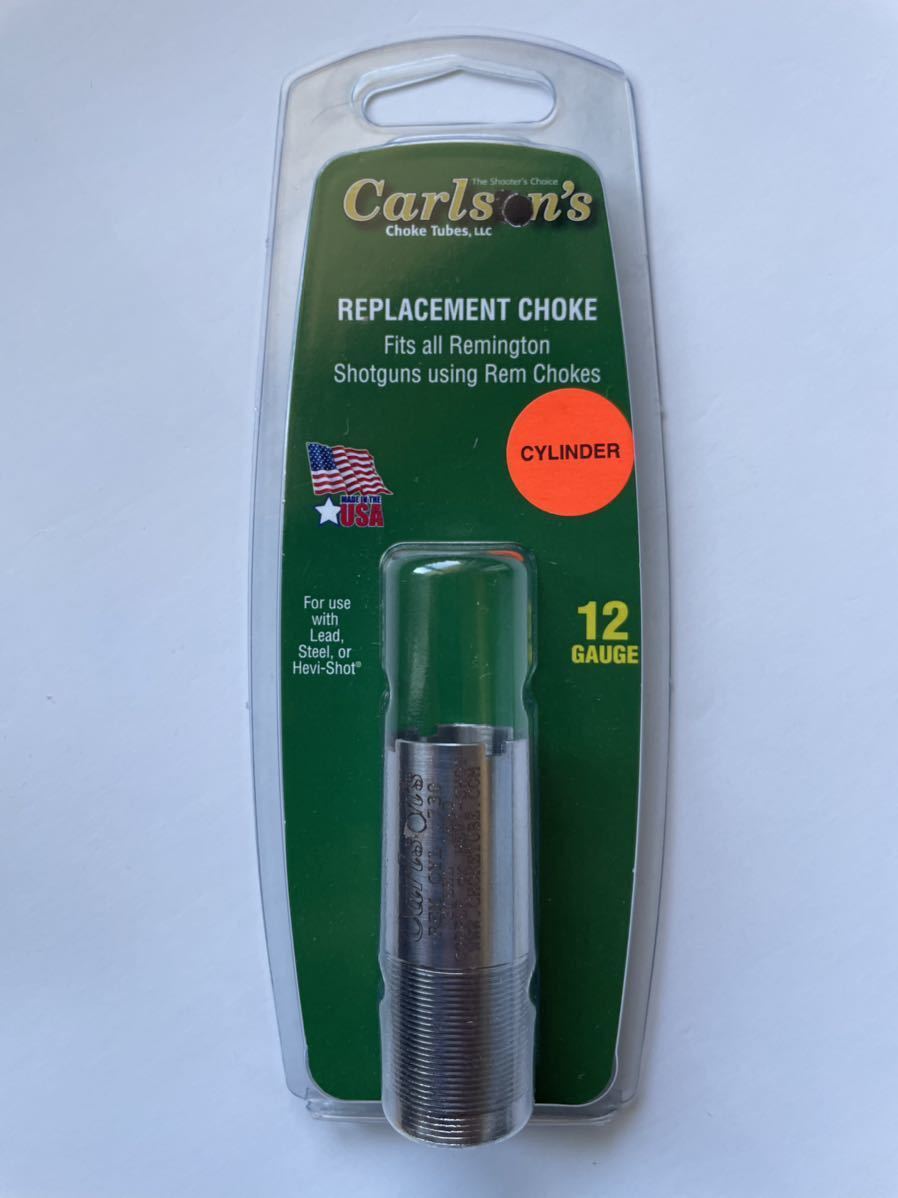 The Shooter's Choice
Carlson's
Choke Tubes, LLC
REPLACEMENT CHOKE
Fits all Remington
Shotguns using Rem Chokes
CYLINDER
MADE IN THE
USA
For use
with
Lead,
Steel, or
Hevi-Shot®
12
GAUGE
Carlson's